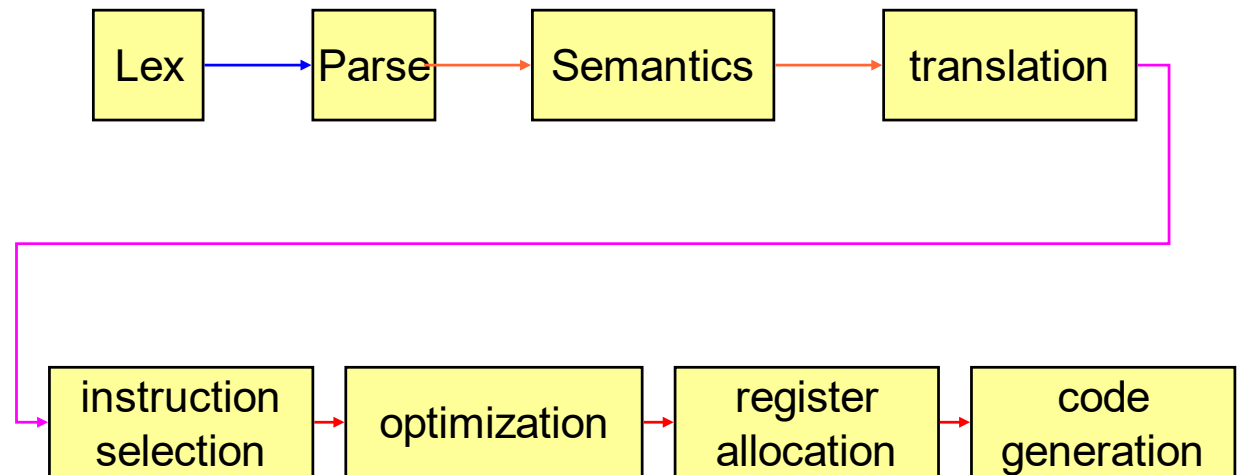 Lex
Parse
Semantics
translation
instruction
selection
optimization
register
allocation
code
generation